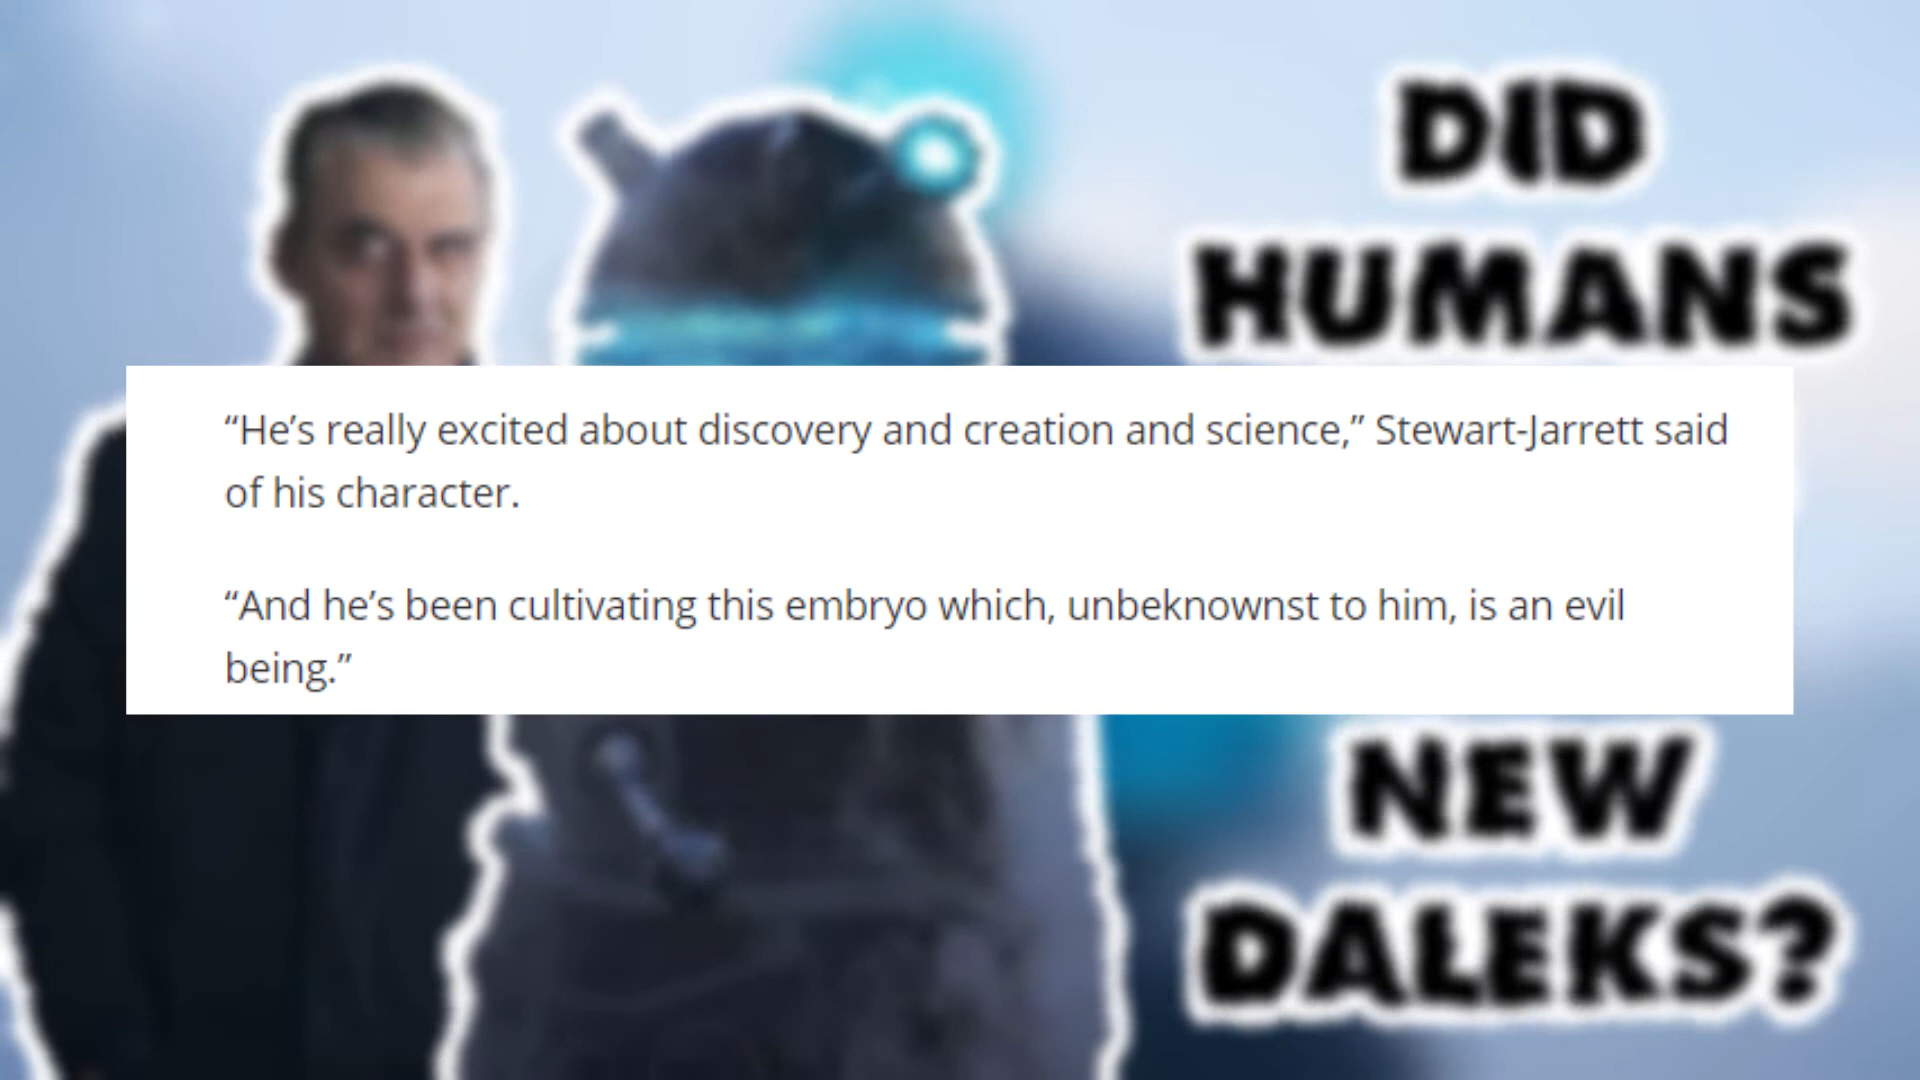 DID
HUMANS
“He’s really excited about discovery and creation and science,” Stewart-Jarrett said
of his character.
“And he’s been cultivating this embryo which, unbeknownst to him, is an evil
being.”
NEW
DALEKS?